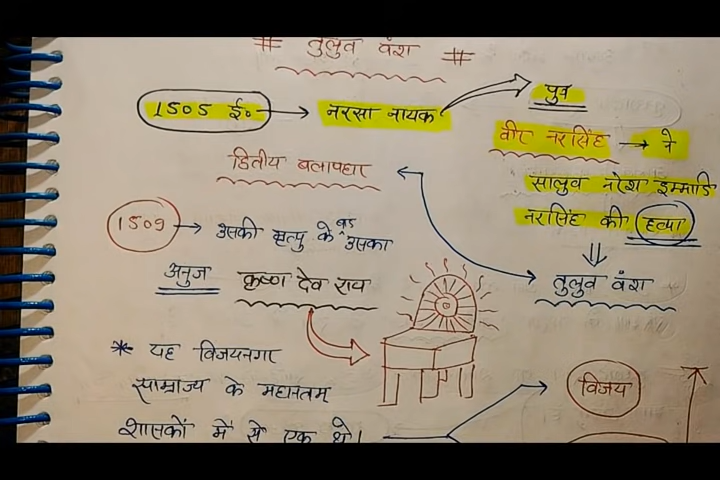 # तुलुव वंश #
1505 ई० → नरसा नायक
पुत्र
वीर नरसिंह → ने
सालुव नरेश इम्माडि
नरसिंह की हत्या
⇓
तुलुव वंश
द्वितीय बलापहार
1509 → उसकी मृत्यु के बाद उसका
अनुज कृष्ण देव राय
* यह विजयनगर
साम्राज्य के महानतम
शासकों में से एक थे।
विजय